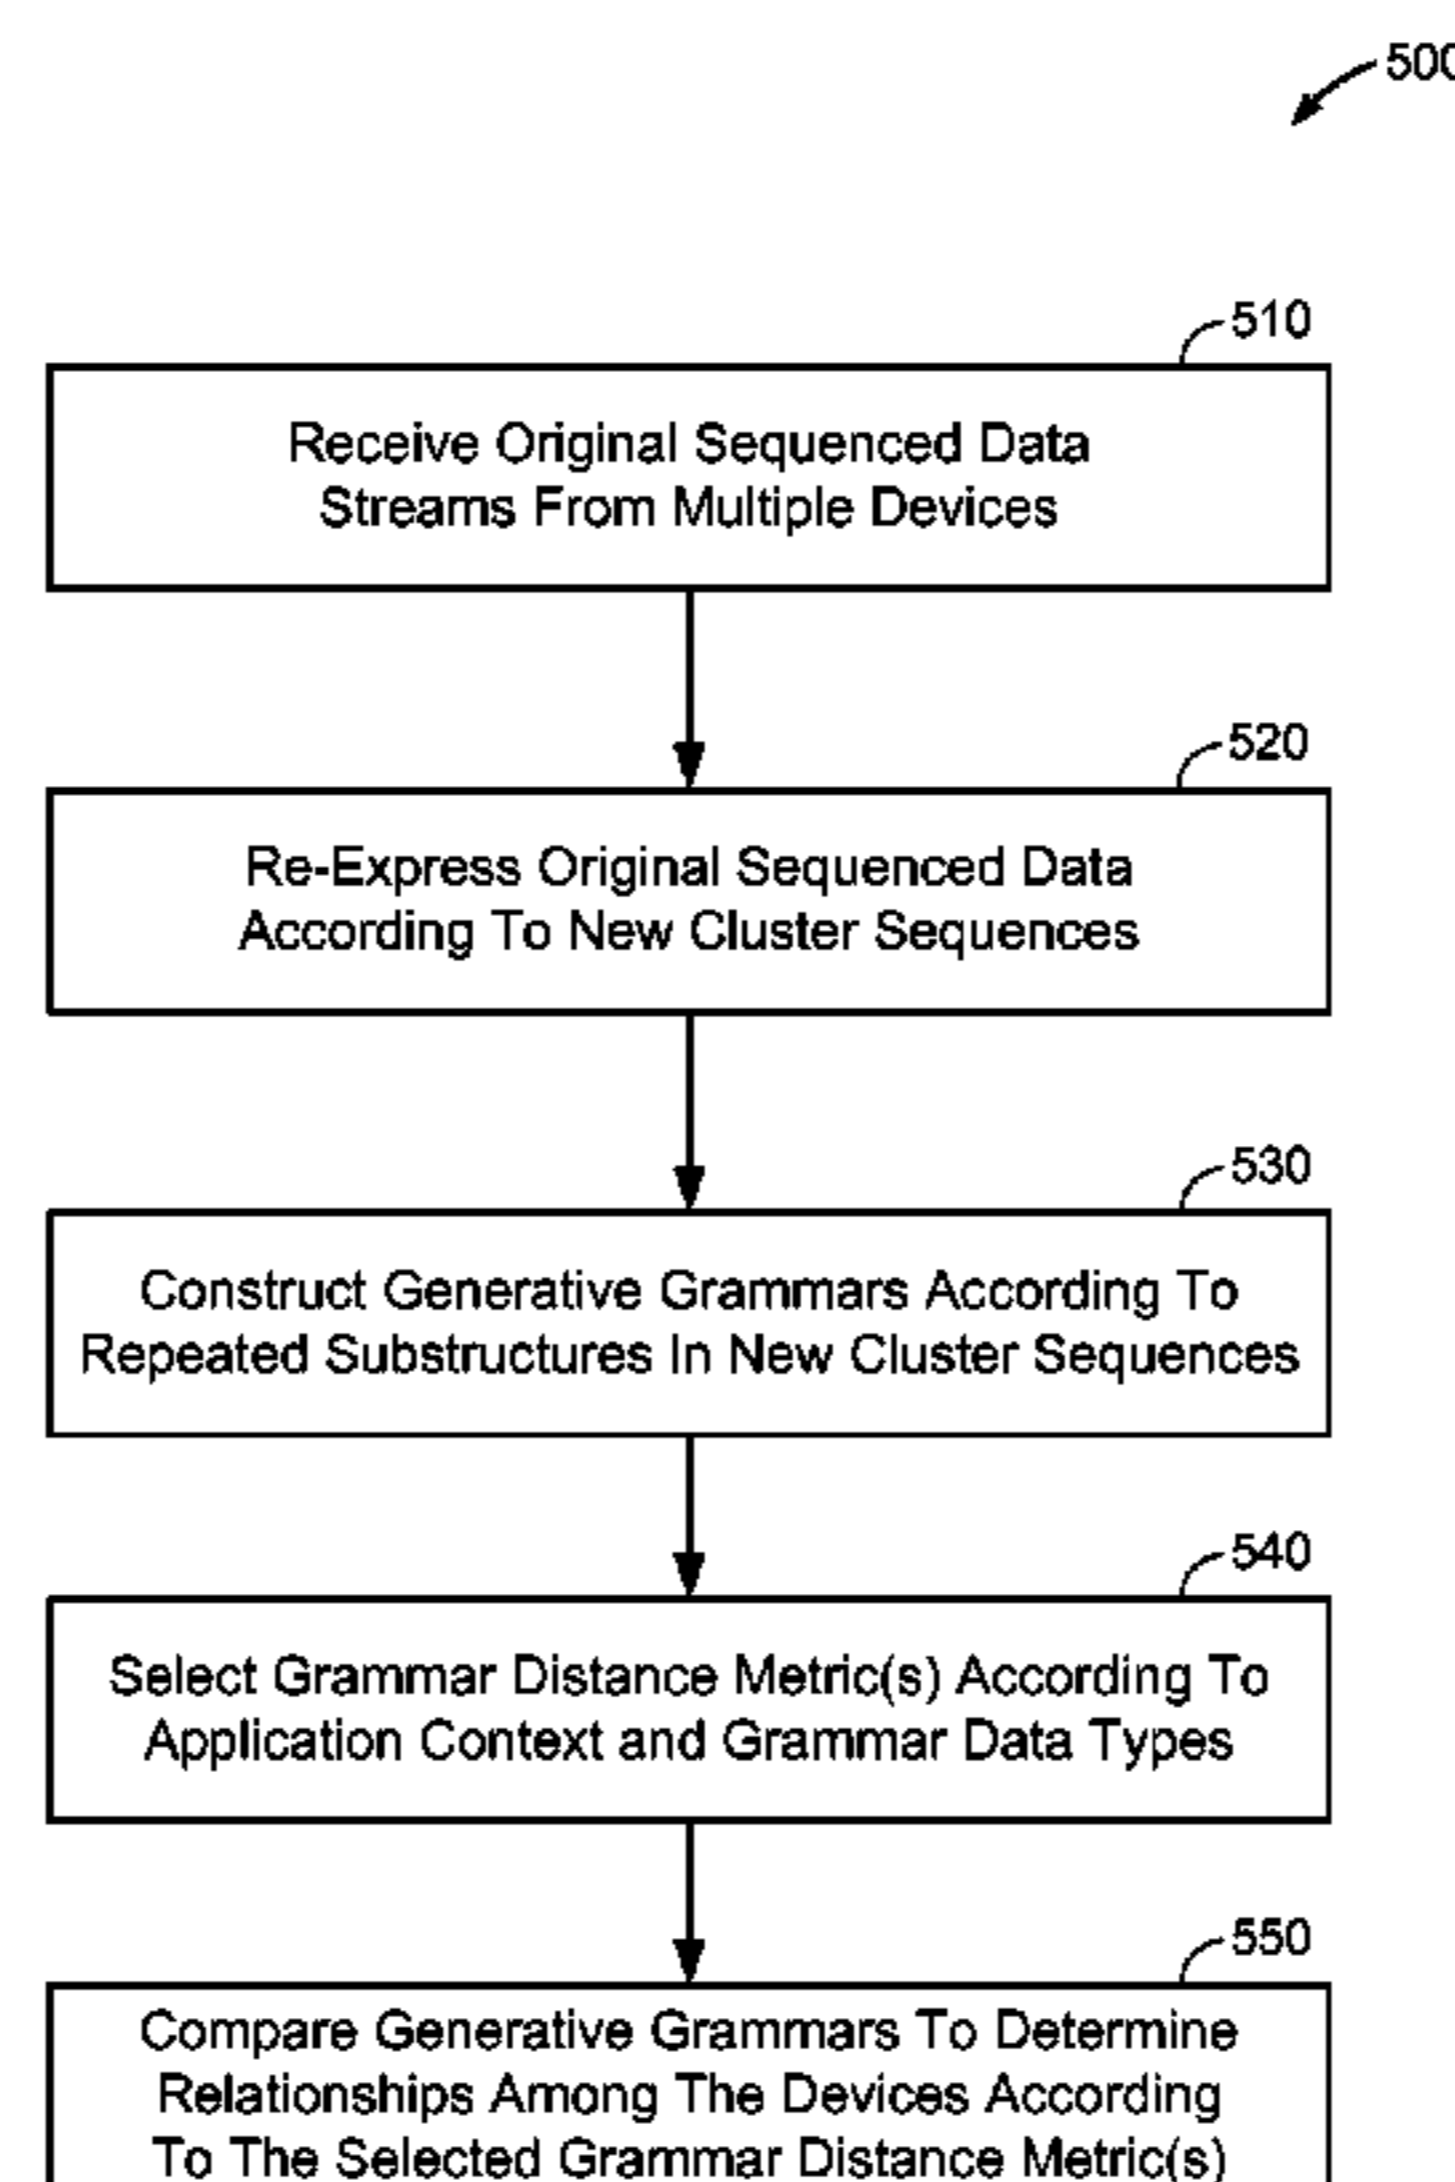 500
510
Receive Original Sequenced Data
Streams From Multiple Devices
520
Re-Express Original Sequenced Data
According To New Cluster Sequences
530
Construct Generative Grammars According To
Repeated Substructures In New Cluster Sequences
540
Select Grammar Distance Metric(s) According To
Application Context and Grammar Data Types
550
Compare Generative Grammars To Determine
Relationships Among The Devices According
To The Selected Grammar Distance Metric(s)